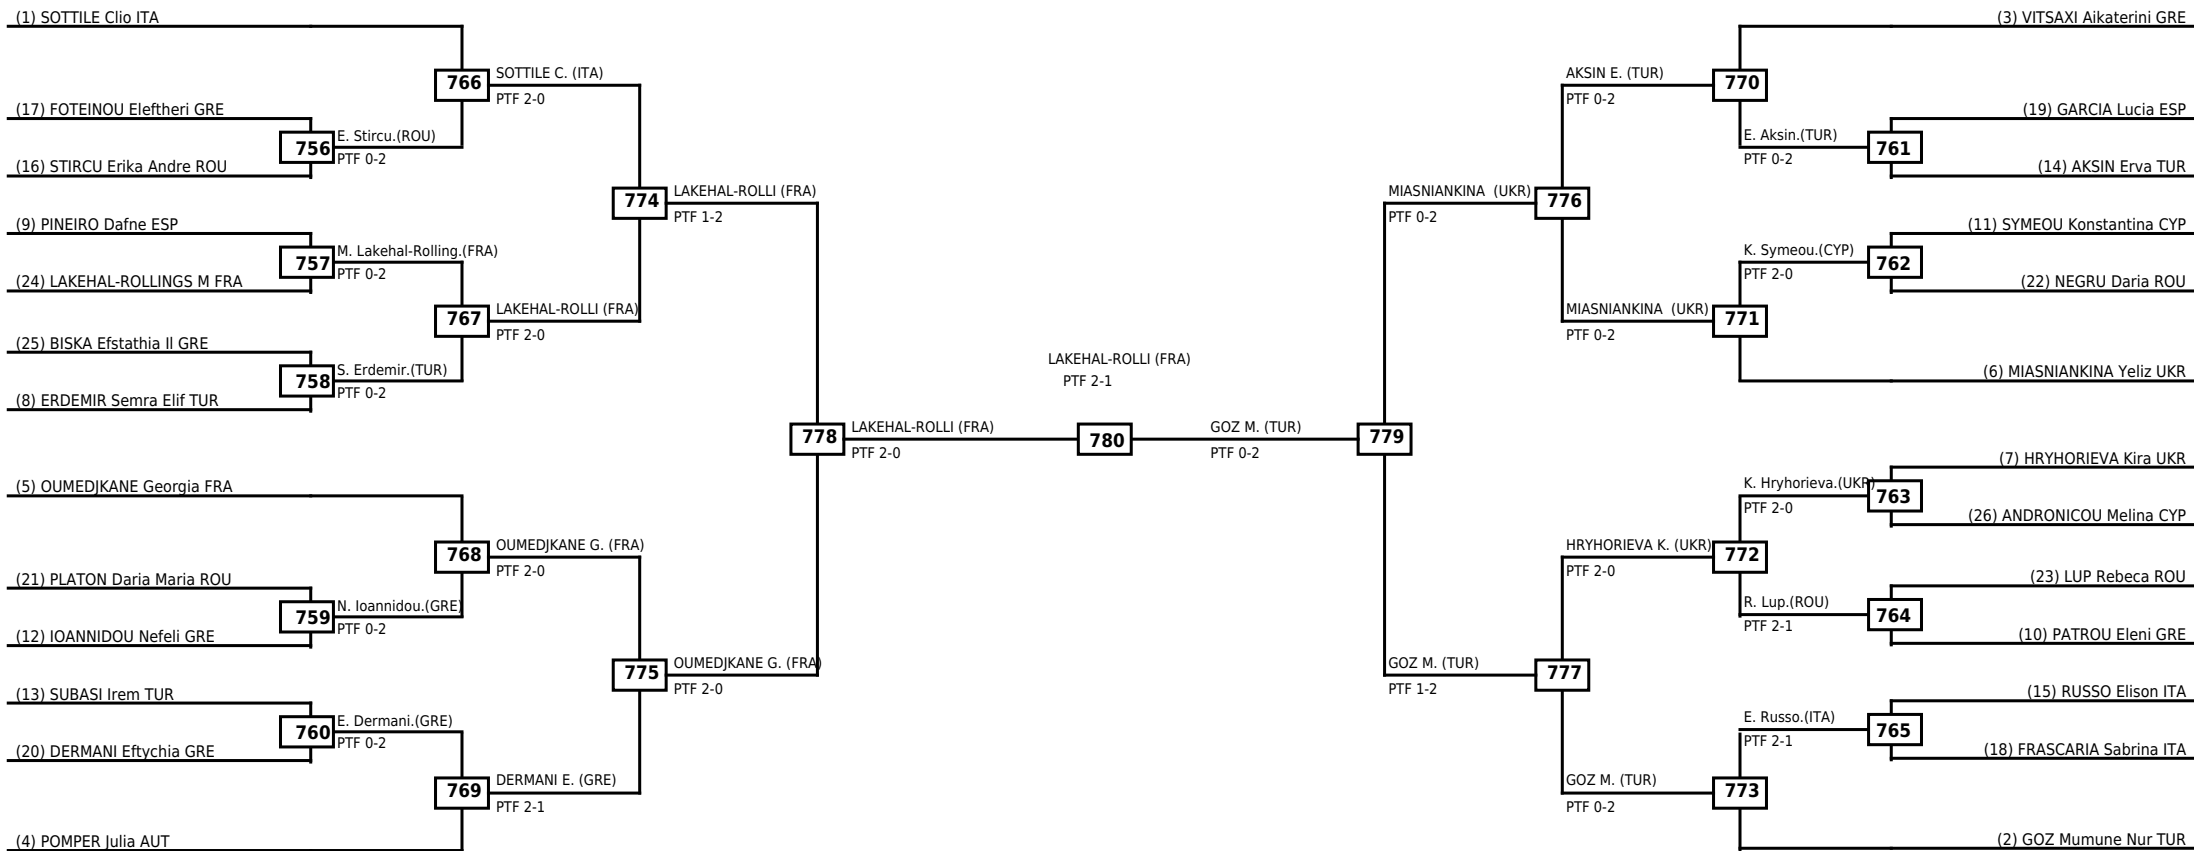 (1) SOTTILE Clio ITA
766
SOTTILE C. (ITA)
PTF 2-0
(17) FOTEINOU Eleftheri GRE
756
E. Stircu.(ROU)
PTF 0-2
(16) STIRCU Erika Andre ROU
774
LAKEHAL-ROLLI (FRA)
PTF 1-2
(9) PINEIRO Dafne ESP
757
M. Lakehal-Rolling.(FRA)
PTF 0-2
(24) LAKEHAL-ROLLINGS M FRA
767
LAKEHAL-ROLLI (FRA)
PTF 2-0
(25) BISKA Efstathia Il GRE
758
S. Erdemir.(TUR)
PTF 0-2
(8) ERDEMIR Semra Elif TUR
778
LAKEHAL-ROLLI (FRA)
PTF 2-0
(5) OUMEDJKANE Georgia FRA
768
OUMEDJKANE G. (FRA)
PTF 2-0
(21) PLATON Daria Maria ROU
759
N. Ioannidou.(GRE)
PTF 0-2
(12) IOANNIDOU Nefeli GRE
775
OUMEDJKANE G. (FRA)
PTF 2-0
(13) SUBASI Irem TUR
760
E. Dermani.(GRE)
PTF 0-2
(20) DERMANI Eftychia GRE
769
DERMANI E. (GRE)
PTF 2-1
(4) POMPER Julia AUT
LAKEHAL-ROLLI (FRA)
PTF 2-1
780
(3) VITSAXI Aikaterini GRE
AKSIN E. (TUR)
PTF 0-2
770
(19) GARCIA Lucia ESP
E. Aksin.(TUR)
PTF 0-2
761
(14) AKSIN Erva TUR
MIASNIANKINA (UKR)
PTF 0-2
776
(11) SYMEOU Konstantina CYP
K. Symeou.(CYP)
PTF 2-0
762
(22) NEGRU Daria ROU
MIASNIANKINA (UKR)
PTF 0-2
771
(6) MIASNIANKINA Yeliz UKR
GOZ M. (TUR)
PTF 0-2
779
(7) HRYHORIEVA Kira UKR
K. Hryhorieva.(UKR)
PTF 2-0
763
(26) ANDRONICOU Melina CYP
HRYHORIEVA K. (UKR)
PTF 2-0
772
(23) LUP Rebeca ROU
R. Lup.(ROU)
PTF 2-1
764
(10) PATROU Eleni GRE
GOZ M. (TUR)
PTF 1-2
777
(15) RUSSO Elison ITA
E. Russo.(ITA)
PTF 2-1
765
(18) FRASCARIA Sabrina ITA
GOZ M. (TUR)
PTF 0-2
773
(2) GOZ Mumune Nur TUR